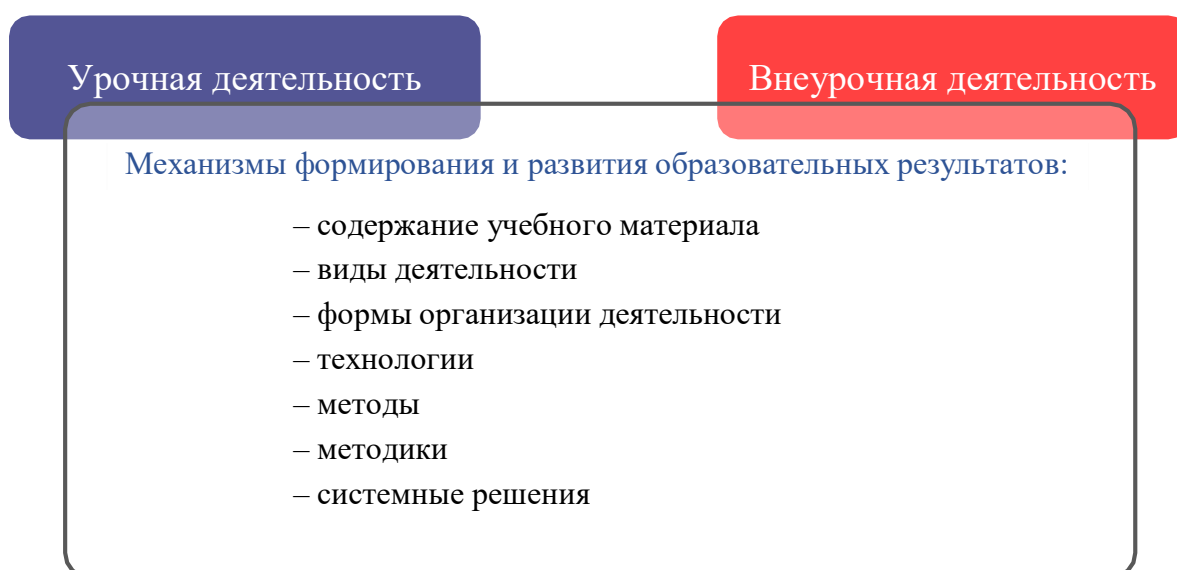 Урочная деятельность
Внеурочная деятельность
Механизмы формирования и развития образовательных результатов:
– содержание учебного материала
– виды деятельности
– формы организации деятельности
– технологии
– методы
– методики
– системные решения